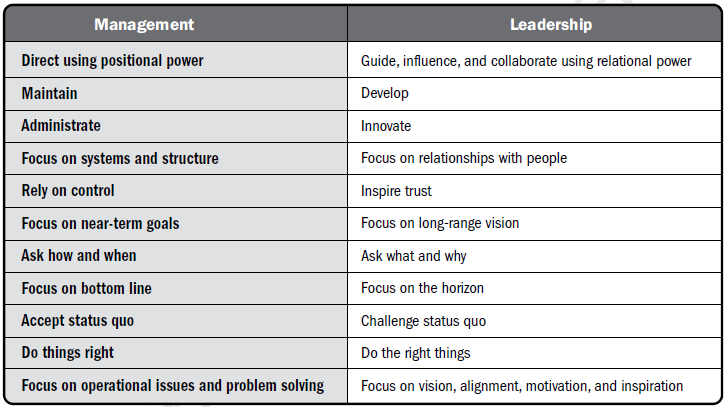 Management Leadership
Direct using positional power Guide, influence, and collaborate using relational power
Maintain Develop
Administrate Innovate
Focus on systems and structure Focus on relationships with people
Rely on control Inspire trust
Focus on near-term goals Focus on long-range vision
Ask how and when Ask what and why
Focus on bottom line Focus on the horizon
Accept status quo Challenge status quo
Do things right Do the right things
Focus on operational issues and problem solving Focus on vision, alignment, motivation, and inspiration